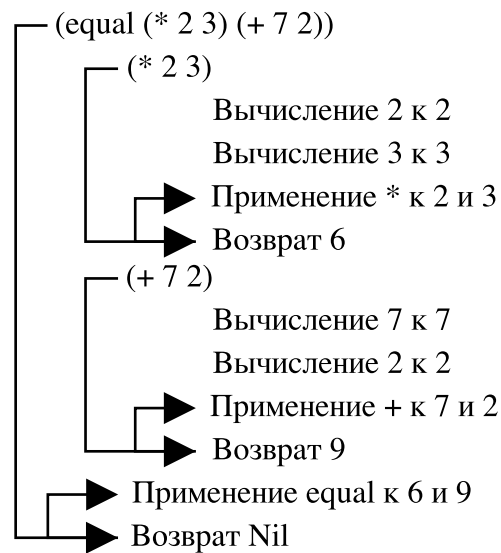 (equal (* 2 3) (+ 7 2))
(* 2 3)
Вычисление 2 к 2
Вычисление 3 к 3
Применение * к 2 и 3
Возврат 6
(+ 7 2)
Вычисление 7 к 7
Вычисление 2 к 2
Применение + к 7 и 2
Возврат 9
Применение equal к 6 и 9
Возврат Nil